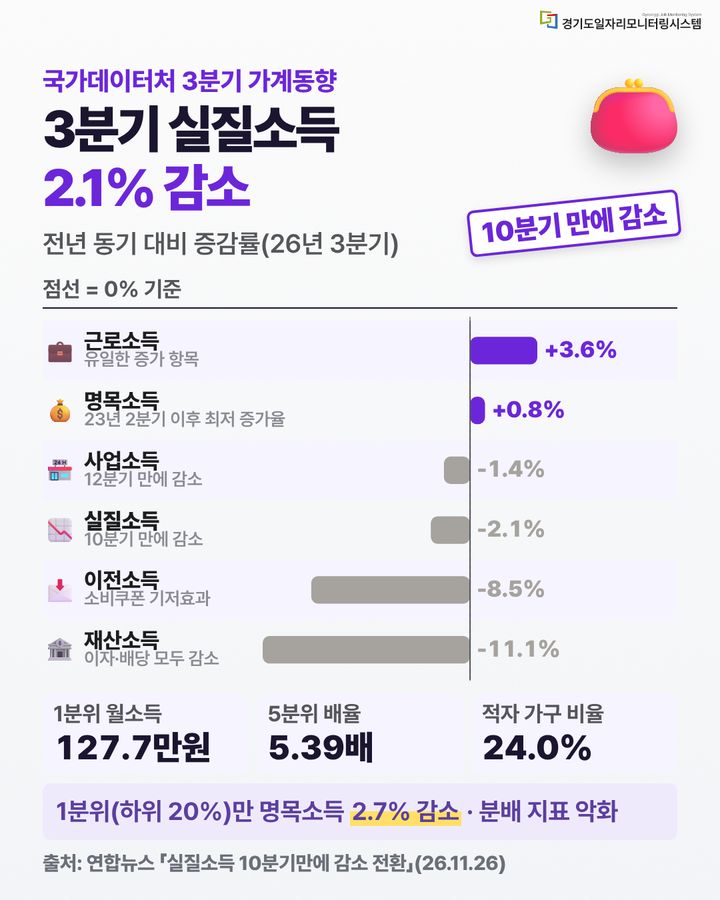 경기도일자리모니터링시스템
국가데이터처 3분기 가계동향
3분기 실질소득
2.1% 감소
10분기 만에 감소
전년 동기 대비 증감률(26년 3분기)
점선 = 0% 기준
근로소득
유일한 증가 항목
+3.6%
명목소득
23년 2분기 이후 최저 증가율
+0.8%
사업소득
12분기 만에 감소
-1.4%
실질소득
10분기 만에 감소
-2.1%
이전소득
소비쿠폰 기저효과
-8.5%
재산소득
이자·배당 모두 감소
-11.1%
1분위 월소득
127.7만원
5분위 배율
5.39배
적자 가구 비율
24.0%
1분위(하위 20%)만 명목소득 2.7% 감소 · 분배 지표 악화
출처: 연합뉴스 『실질소득 10분기만에 감소 전환』(26.11.26)